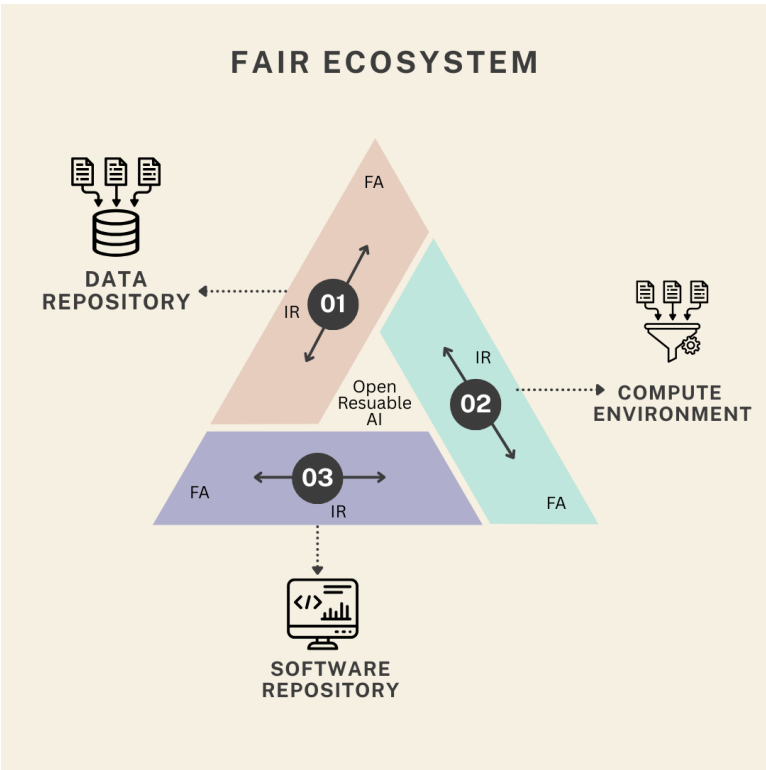 FAIR ECOSYSTEM
FA
DATA
REPOSITORY
IR
01
IR
Open
Resuable
AI
02
COMPUTE
ENVIRONMENT
03
FA
IR
FA
</>
SOFTWARE
REPOSITORY